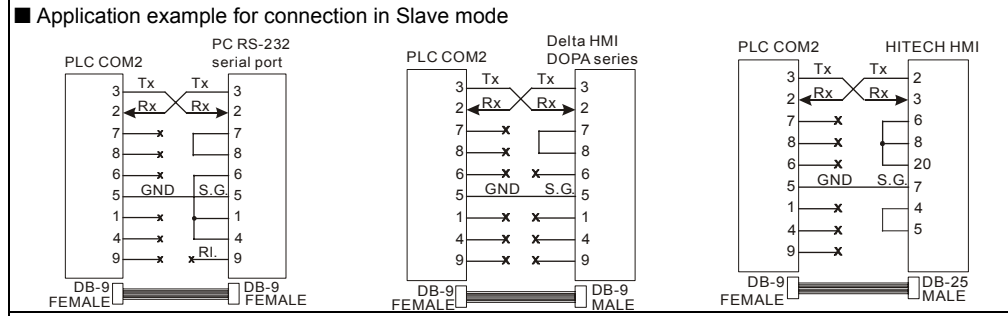 ■ Application example for connection in Slave mode
PLC COM2
PC RS-232
serial port
3 Tx Tx 3
2 Rx Rx 2
7 7
8 8
6 6
5 GND S.G. 5
1 1
4 4
9 RI. 9
DB-9
FEMALE
DB-9
FEMALE
PLC COM2
Delta HMI
DOPA series
3 Tx Tx 3
2 Rx Rx 2
7 7
8 8
6 6
5 GND S.G. 5
1 1
4 4
9 9
DB-9
FEMALE
DB-9
MALE
PLC COM2
HITECH HMI
3 Tx Tx 2
2 Rx Rx 3
7 6
8 8
6 20
5 GND S.G. 7
1 4
4 5
9
DB-9
FEMALE
DB-25
MALE